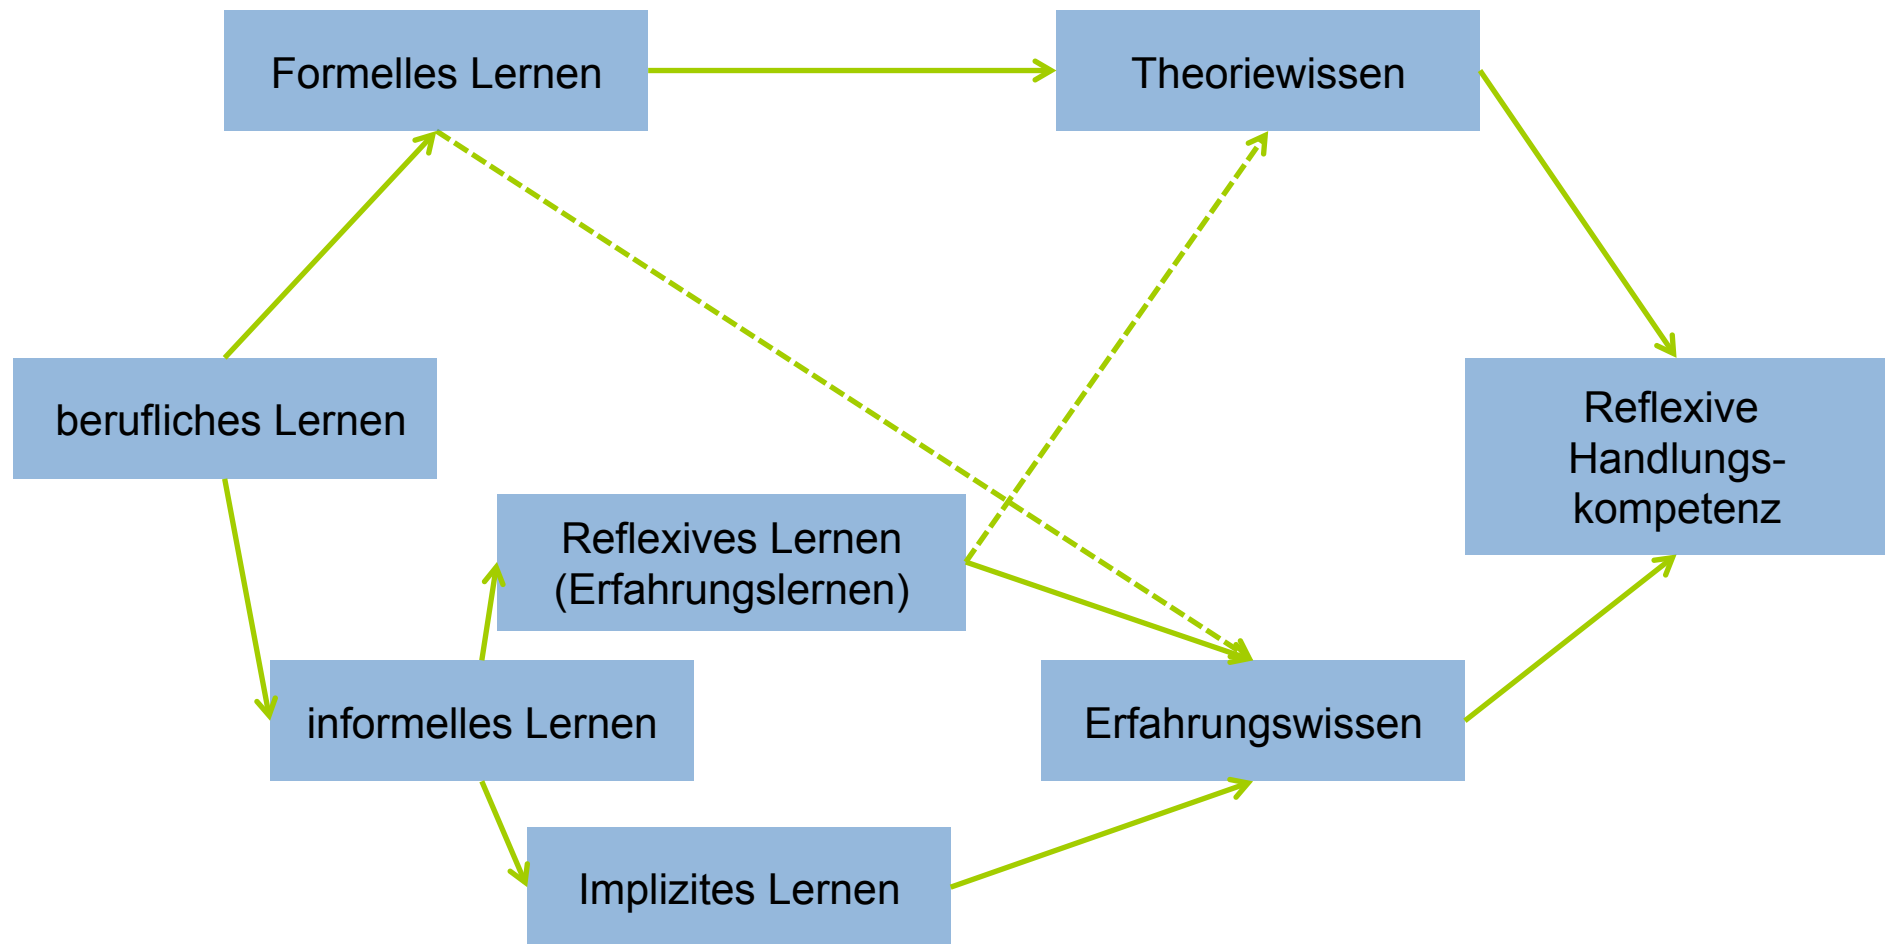 Formelles Lernen
Theoriewissen
berufliches Lernen
Reflexive
Handlungs-
kompetenz
Reflexives Lernen
(Erfahrungslernen)
informelles Lernen
Erfahrungswissen
Implizites Lernen